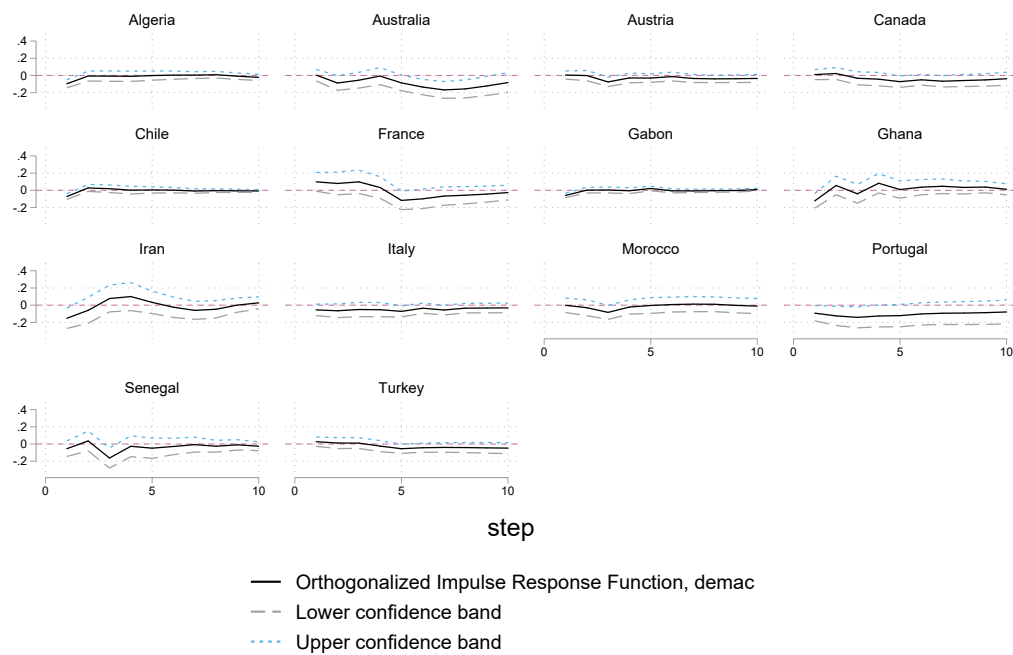 Algeria Australia Austria Canada
.4
.2
0
-.2
Chile France Gabon Ghana
.4
.2
0
-.2
Iran Italy Morocco Portugal
.4
.2
0
-.2
0 5 10 0 5 10
Senegal Turkey
.4
.2
0
-.2
0 5 10 0 5 10
step
Orthogonalized Impulse Response Function, demac
Lower confidence band
Upper confidence band